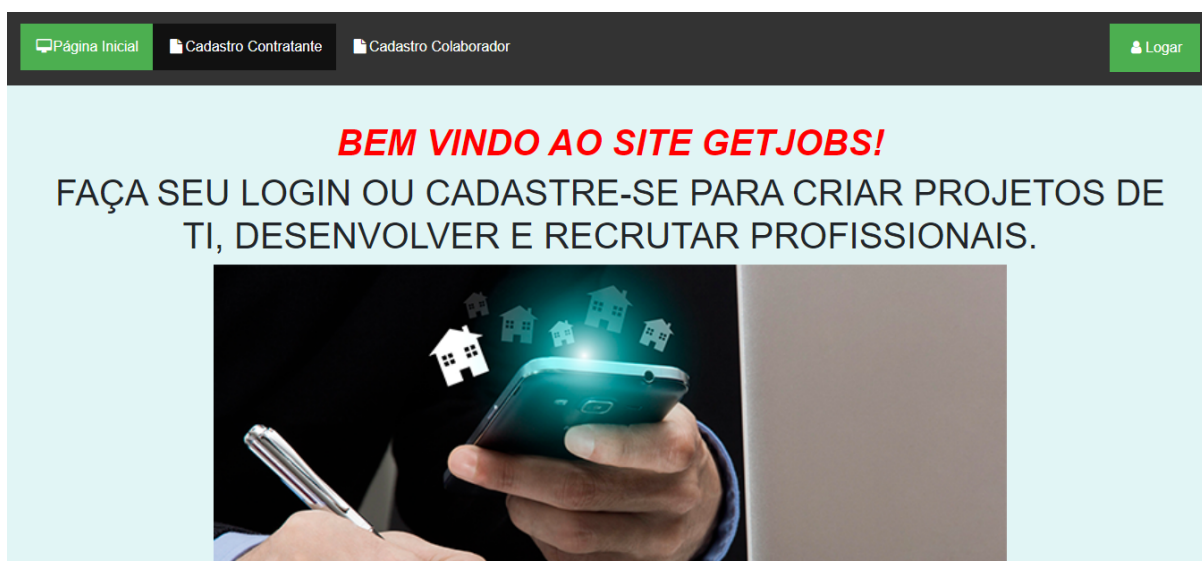 Página Inicial
Cadastro Contratante
Cadastro Colaborador
Logar
BEM VINDO AO SITE GETJOBS!
FAÇA SEU LOGIN OU CADASTRE-SE PARA CRIAR PROJETOS DE
TI, DESENVOLVER E RECRUTAR PROFISSIONAIS.